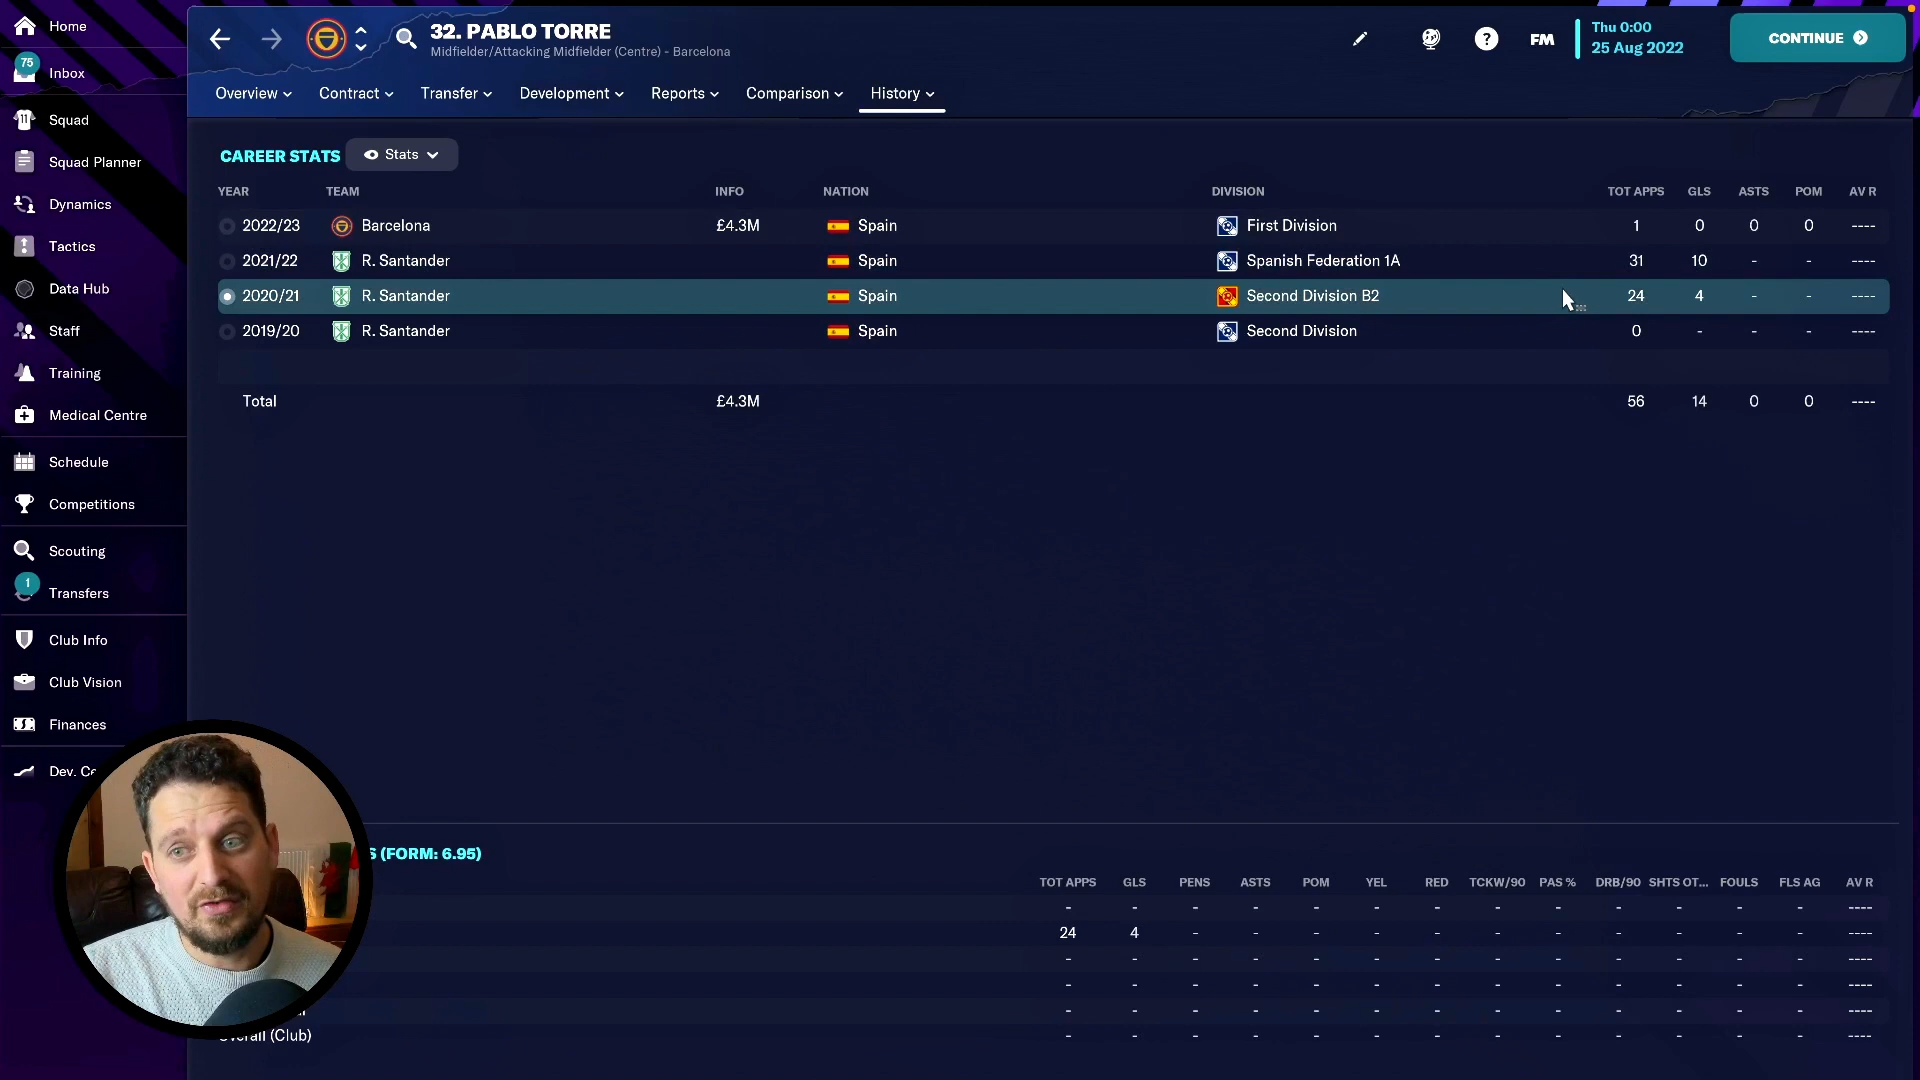 Home
75
Inbox
Squad
Squad Planner
Dynamics
Tactics
Data Hub
Staff
Training
Medical Centre
Schedule
Competitions
Scouting
1
Transfers
Club Info
Club Vision
Finances
Dev. Ce
32. PABLO TORRE
Midfielder/Attacking Midfielder (Centre) - Barcelona
FM
Thu 0:00
25 Aug 2022
CONTINUE
Overview Contract Transfer Development Reports Comparison History
CAREER STATS Stats
YEAR TEAM INFO NATION DIVISION TOT APPS GLS ASTS POM AV R
2022/23 Barcelona £4.3M Spain First Division 1 0 0 0 ----
2021/22 R. Santander Spain Spanish Federation 1A 31 10 - - ----
2020/21 R. Santander Spain Second Division B2 24 4 - - ----
2019/20 R. Santander Spain Second Division 0 - - - ----
Total £4.3M 56 14 0 0 ----
S (FORM: 6.95)
TOT APPS GLS PENS ASTS POM YEL RED TCKW/90 PAS % DRB/90 SHTS OT... FOULS FLS AG AV R
- - - - - - - - - - - - - ----
24 4 - - - - - - - - - - - ----
- - - - - - - - - - - - - ----
- - - - - - - - - - - - - ----
- - - - - - - - - - - - - ----
Overall (Club) - - - - - - - - - - - - - ----